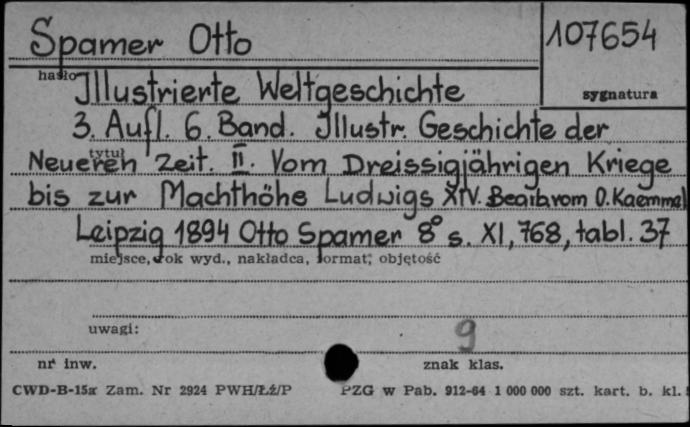 Spamer Otto
107654
hasło
sygnatura
Jllustrierte Weltgeschichte
3. Aufl. 6. Band. Jllustr. Geschichte der
tytuł
Neueren Zeit. II. Vom Dreissigjährigen Kriege
bis zur Machthöhe Ludwigs XIV. Bearb. vom O. Kaemmel
Leipzig 1894 Otto Spamer 8° s. XI, 768, tabl. 37
miejsce, rok wyd., nakładca, format, objętość
uwagi:
9
nr inw.
znak klas.
CWD-B-15a Zam. Nr 2924 PWH/Łź/P PZG w Pab. 912-64 1 000 000 szt. kart. b. kl.